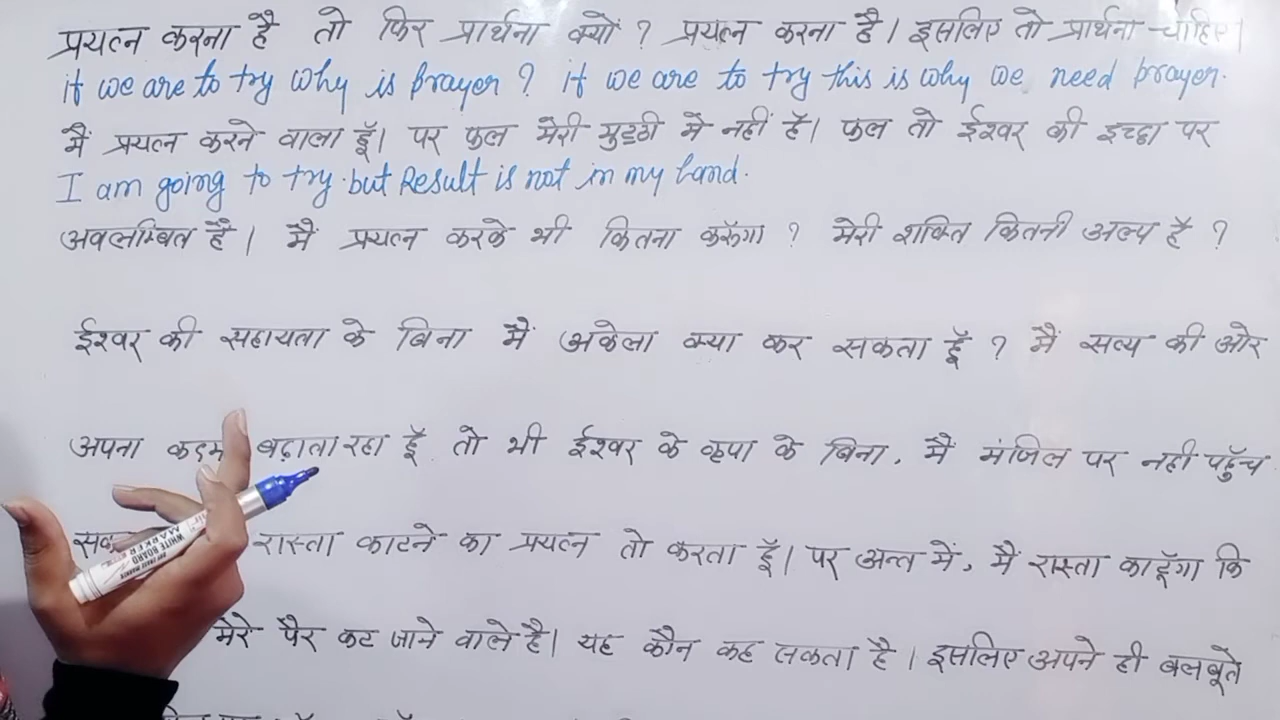 प्रयत्न करना है तो फिर प्रार्थना क्यों ? प्रयत्न करना है। इसलिए तो प्रार्थना चाहिए।
if we are to try why is prayer ? if we are to try this is why we need prayer.
मैं प्रयत्न करने वाला हूँ। पर फल मेरी मुठ्ठी मे नहीं है। फल तो ईश्वर की इच्छा पर
I am going to try. but Result is not in my hand.
अवलम्बित है। मैं प्रयत्न करके भी कितना करूँगा ? मेरी शक्ति कितनी अल्प है ?
ईश्वर की सहायता के बिना मैं अकेला क्या कर सकता हूँ ? मैं सत्य की ओर
अपना कदम बढ़ाता रहा हूँ तो भी ईश्वर के कृपा के बिना, मैं मंजिल पर नही पहुँच
रास्ता काटने का प्रयत्न तो करता हूँ। पर अन्त में, मैं रास्ता काटूँगा कि
मेरे पैर कट जाने वाले है। यह कौन कह सकता है। इसलिए अपने ही बलबूते
WHITE BOARD MARKER